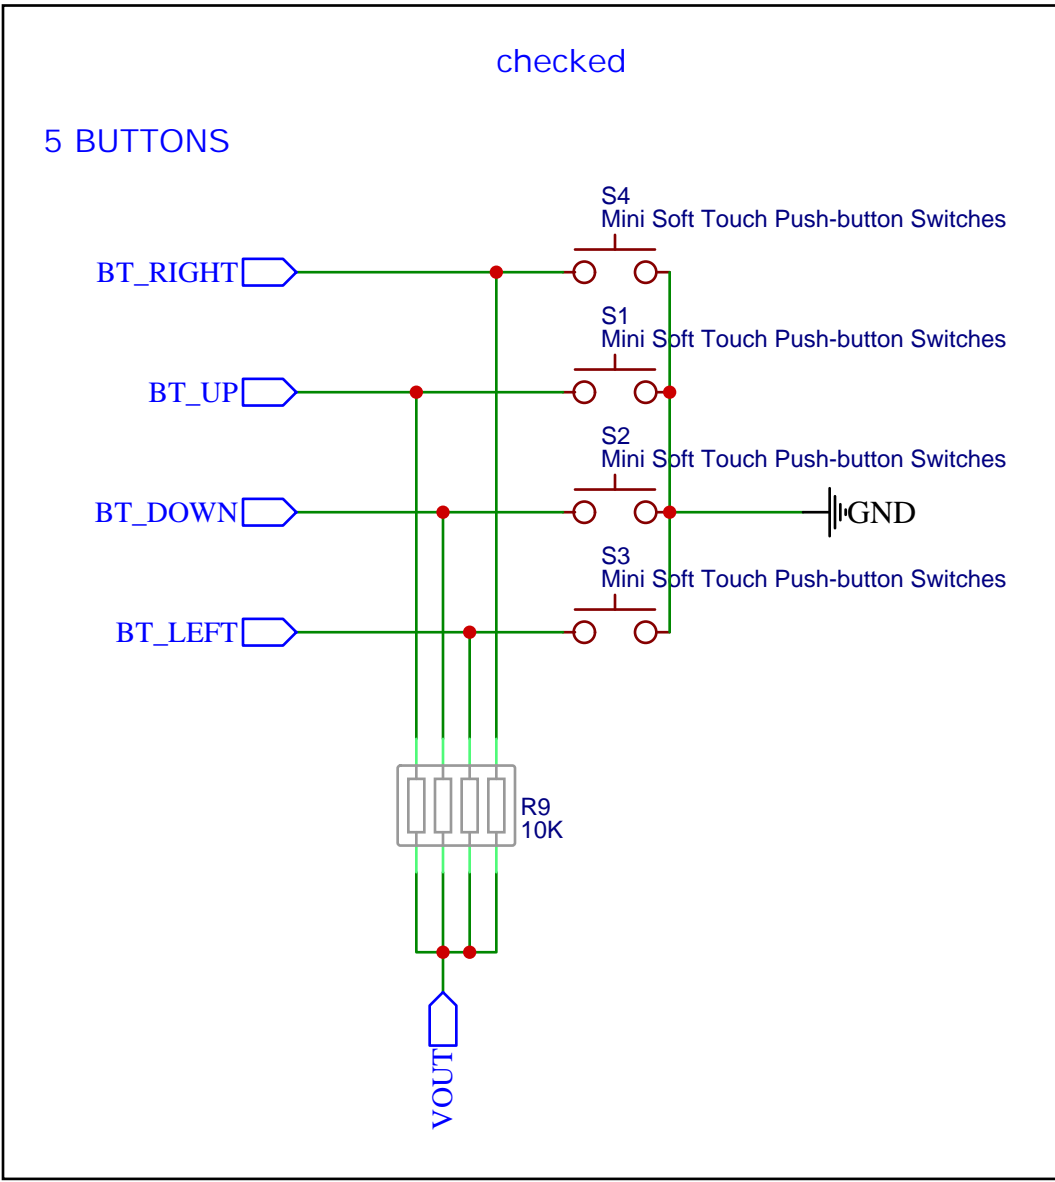 checked
5 BUTTONS
S4
Mini Soft Touch Push-button Switches
BT_RIGHT
S1
Mini Soft Touch Push-button Switches
BT_UP
S2
Mini Soft Touch Push-button Switches
BT_DOWN
GND
S3
Mini Soft Touch Push-button Switches
BT_LEFT
R9
10K
VOUT